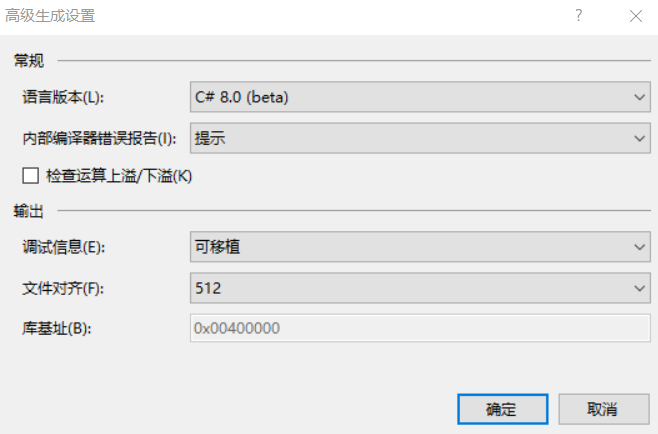 高级生成设置
常规
语言版本(L): C# 8.0 (beta)
内部编译器错误报告(I): 提示
检查运算上溢/下溢(K)
输出
调试信息(E): 可移植
文件对齐(F): 512
库基址(B): 0x00400000
确定 取消